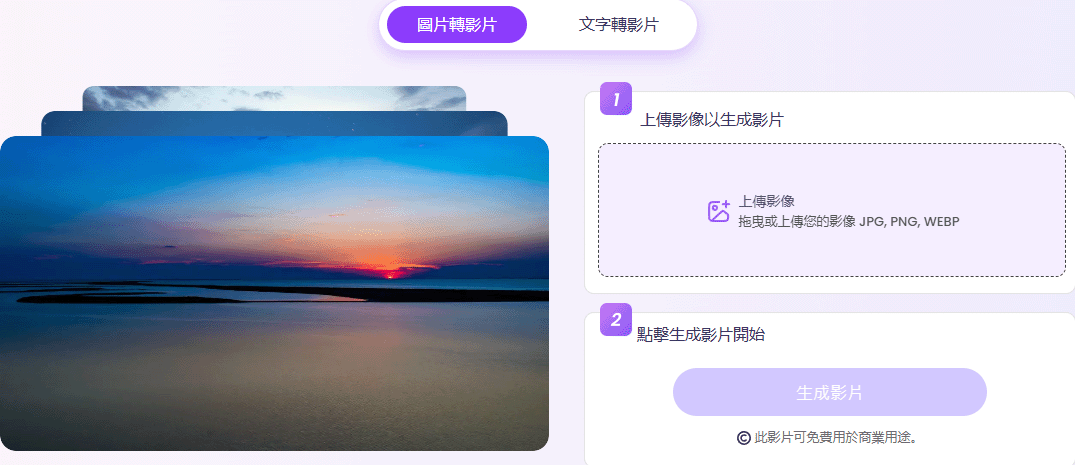 圖片轉影片
文字轉影片
1
上傳影像以生成影片
上傳影像
拖曳或上傳您的影像 JPG, PNG, WEBP
2
點擊生成影片開始
生成影片
© 此影片可免費用於商業用途。